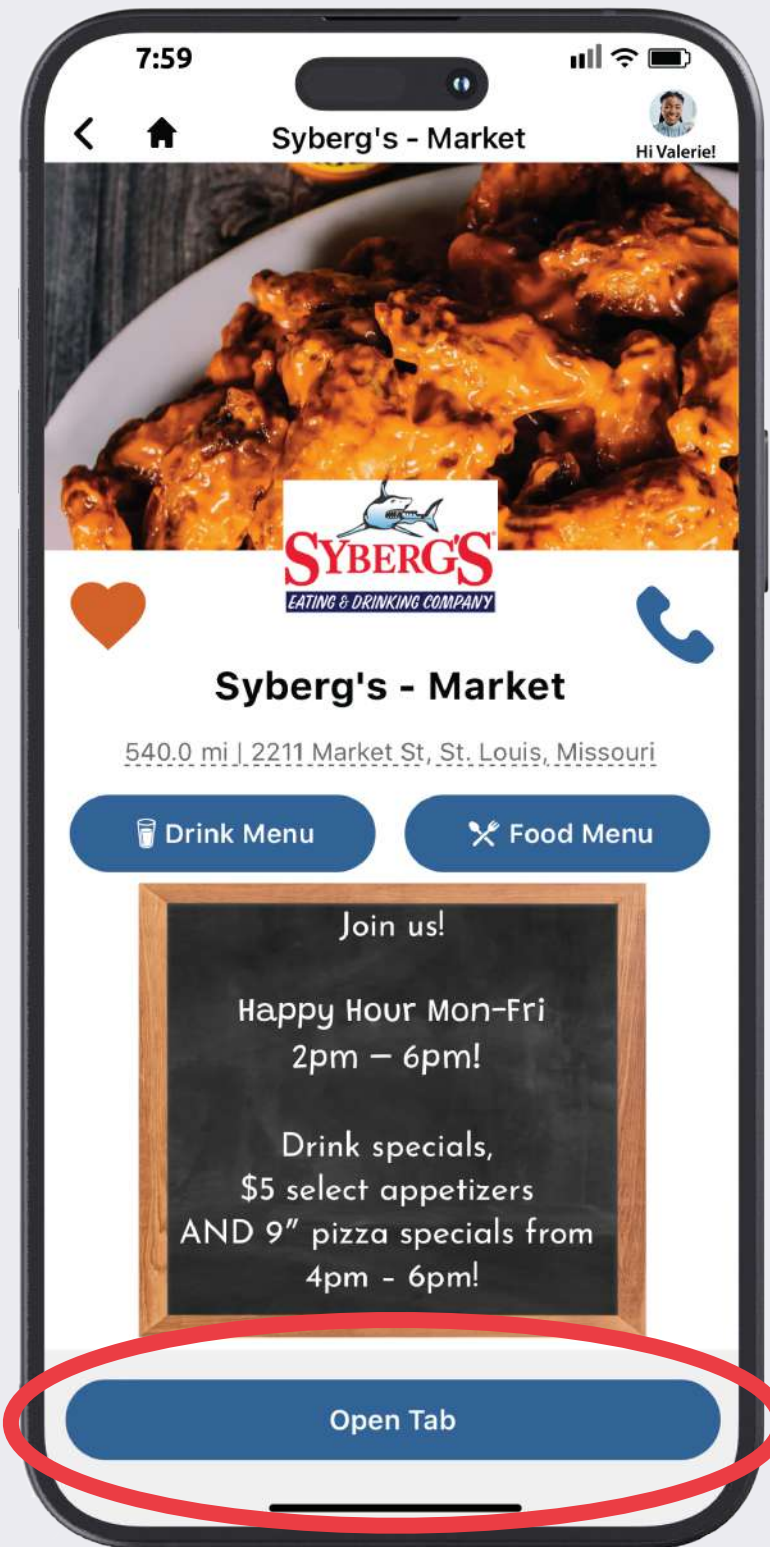 7:59
Syberg's - Market
Hi Valerie!
SYBERG'S
EATING & DRINKING COMPANY
Syberg's - Market
540.0 mi | 2211 Market St, St. Louis, Missouri
Drink Menu
Food Menu
Join us!
Happy Hour Mon-Fri
2pm – 6pm!
Drink specials,
$5 select appetizers
AND 9" pizza specials from
4pm - 6pm!
Open Tab